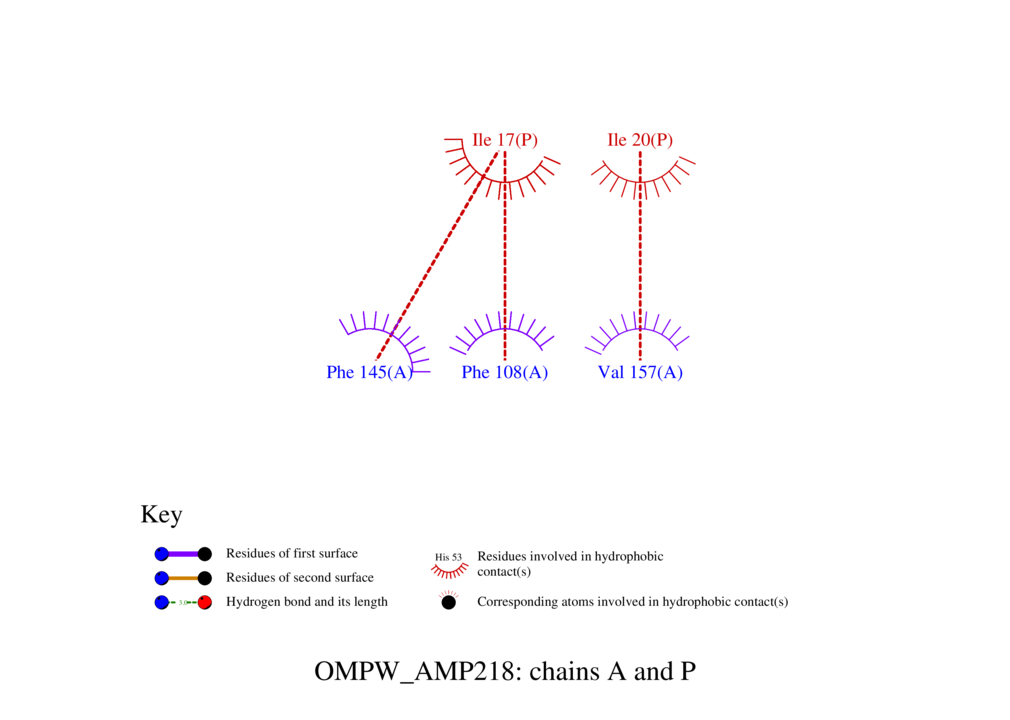 Ile 17(P) Ile 20(P)
Phe 145(A) Phe 108(A) Val 157(A)
Key
Residues of first surface
Residues of second surface
3.0
Hydrogen bond and its length
His 53
Residues involved in hydrophobic
contact(s)
Corresponding atoms involved in hydrophobic contact(s)
OMPW_AMP218: chains A and P